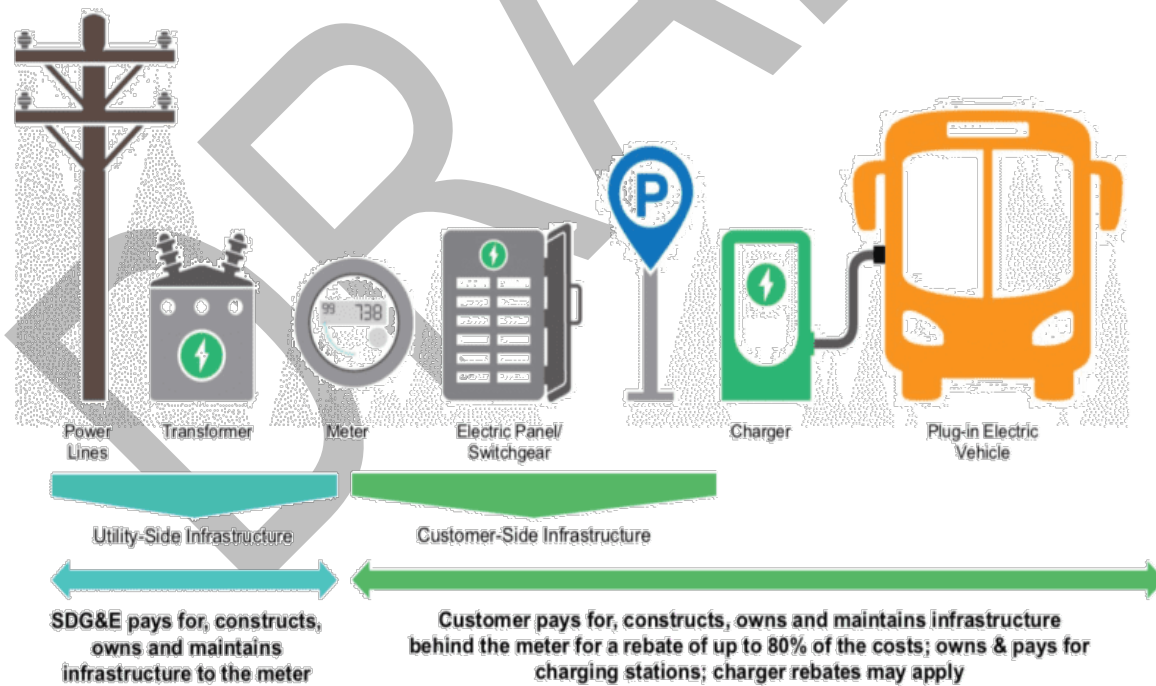 DRA
P
99 738
Power
Lines
Transformer
Meter
Electric Panel/
Switchgear
Charger
Plug-in Electric
Vehicle
Utility-Side Infrastructure
Customer-Side Infrastructure
SDG&E pays for, constructs,
owns and maintains
infrastructure to the meter
Customer pays for, constructs, owns and maintains infrastructure
behind the meter for a rebate of up to 80% of the costs; owns & pays for
charging stations; charger rebates may apply